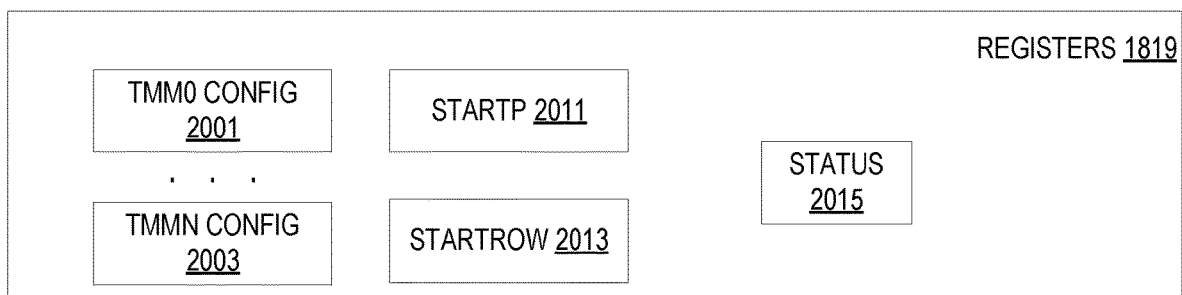 REGISTERS 1819
TMM0 CONFIG
2001
STARTP 2011
. . .
STATUS
2015
TMMN CONFIG
2003
STARTROW 2013